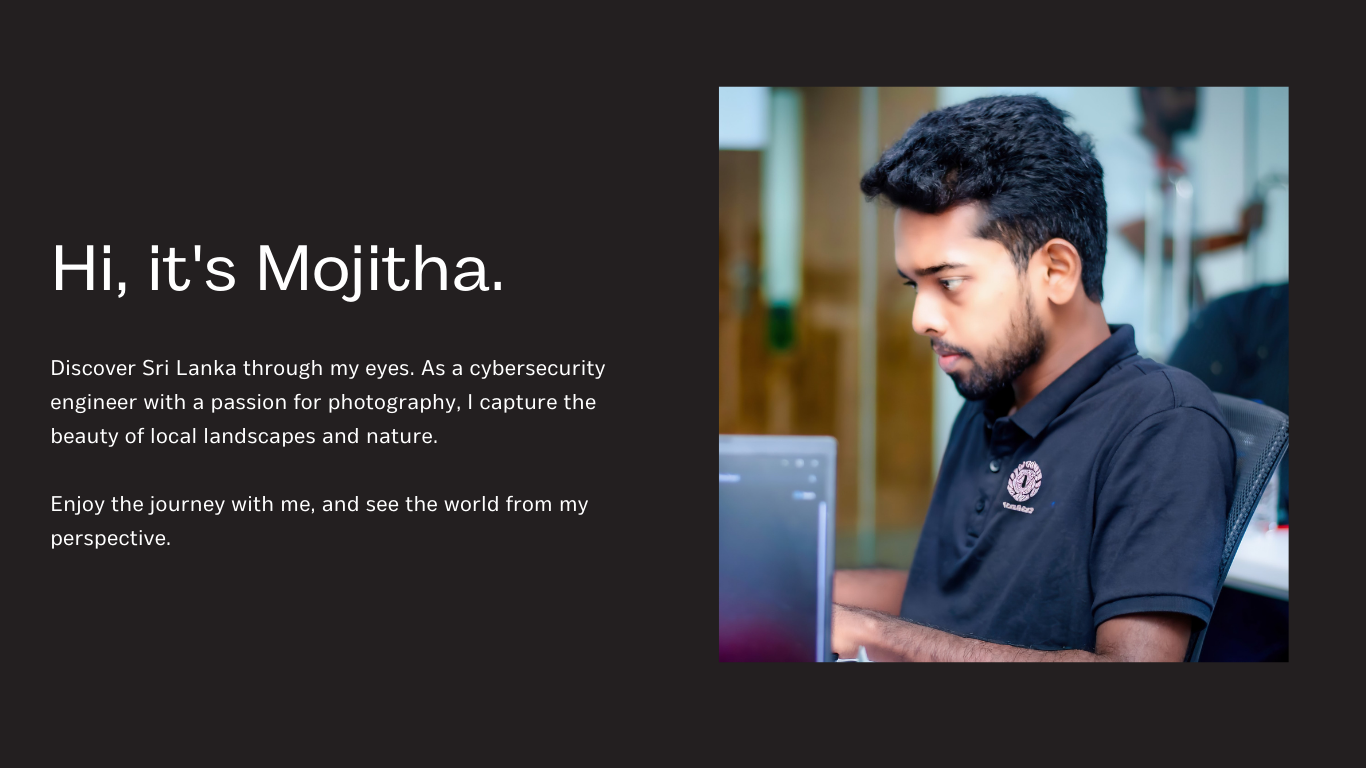 Hi, it's Mojitha.
Discover Sri Lanka through my eyes. As a cybersecurity
engineer with a passion for photography, I capture the
beauty of local landscapes and nature.
Enjoy the journey with me, and see the world from my
perspective.